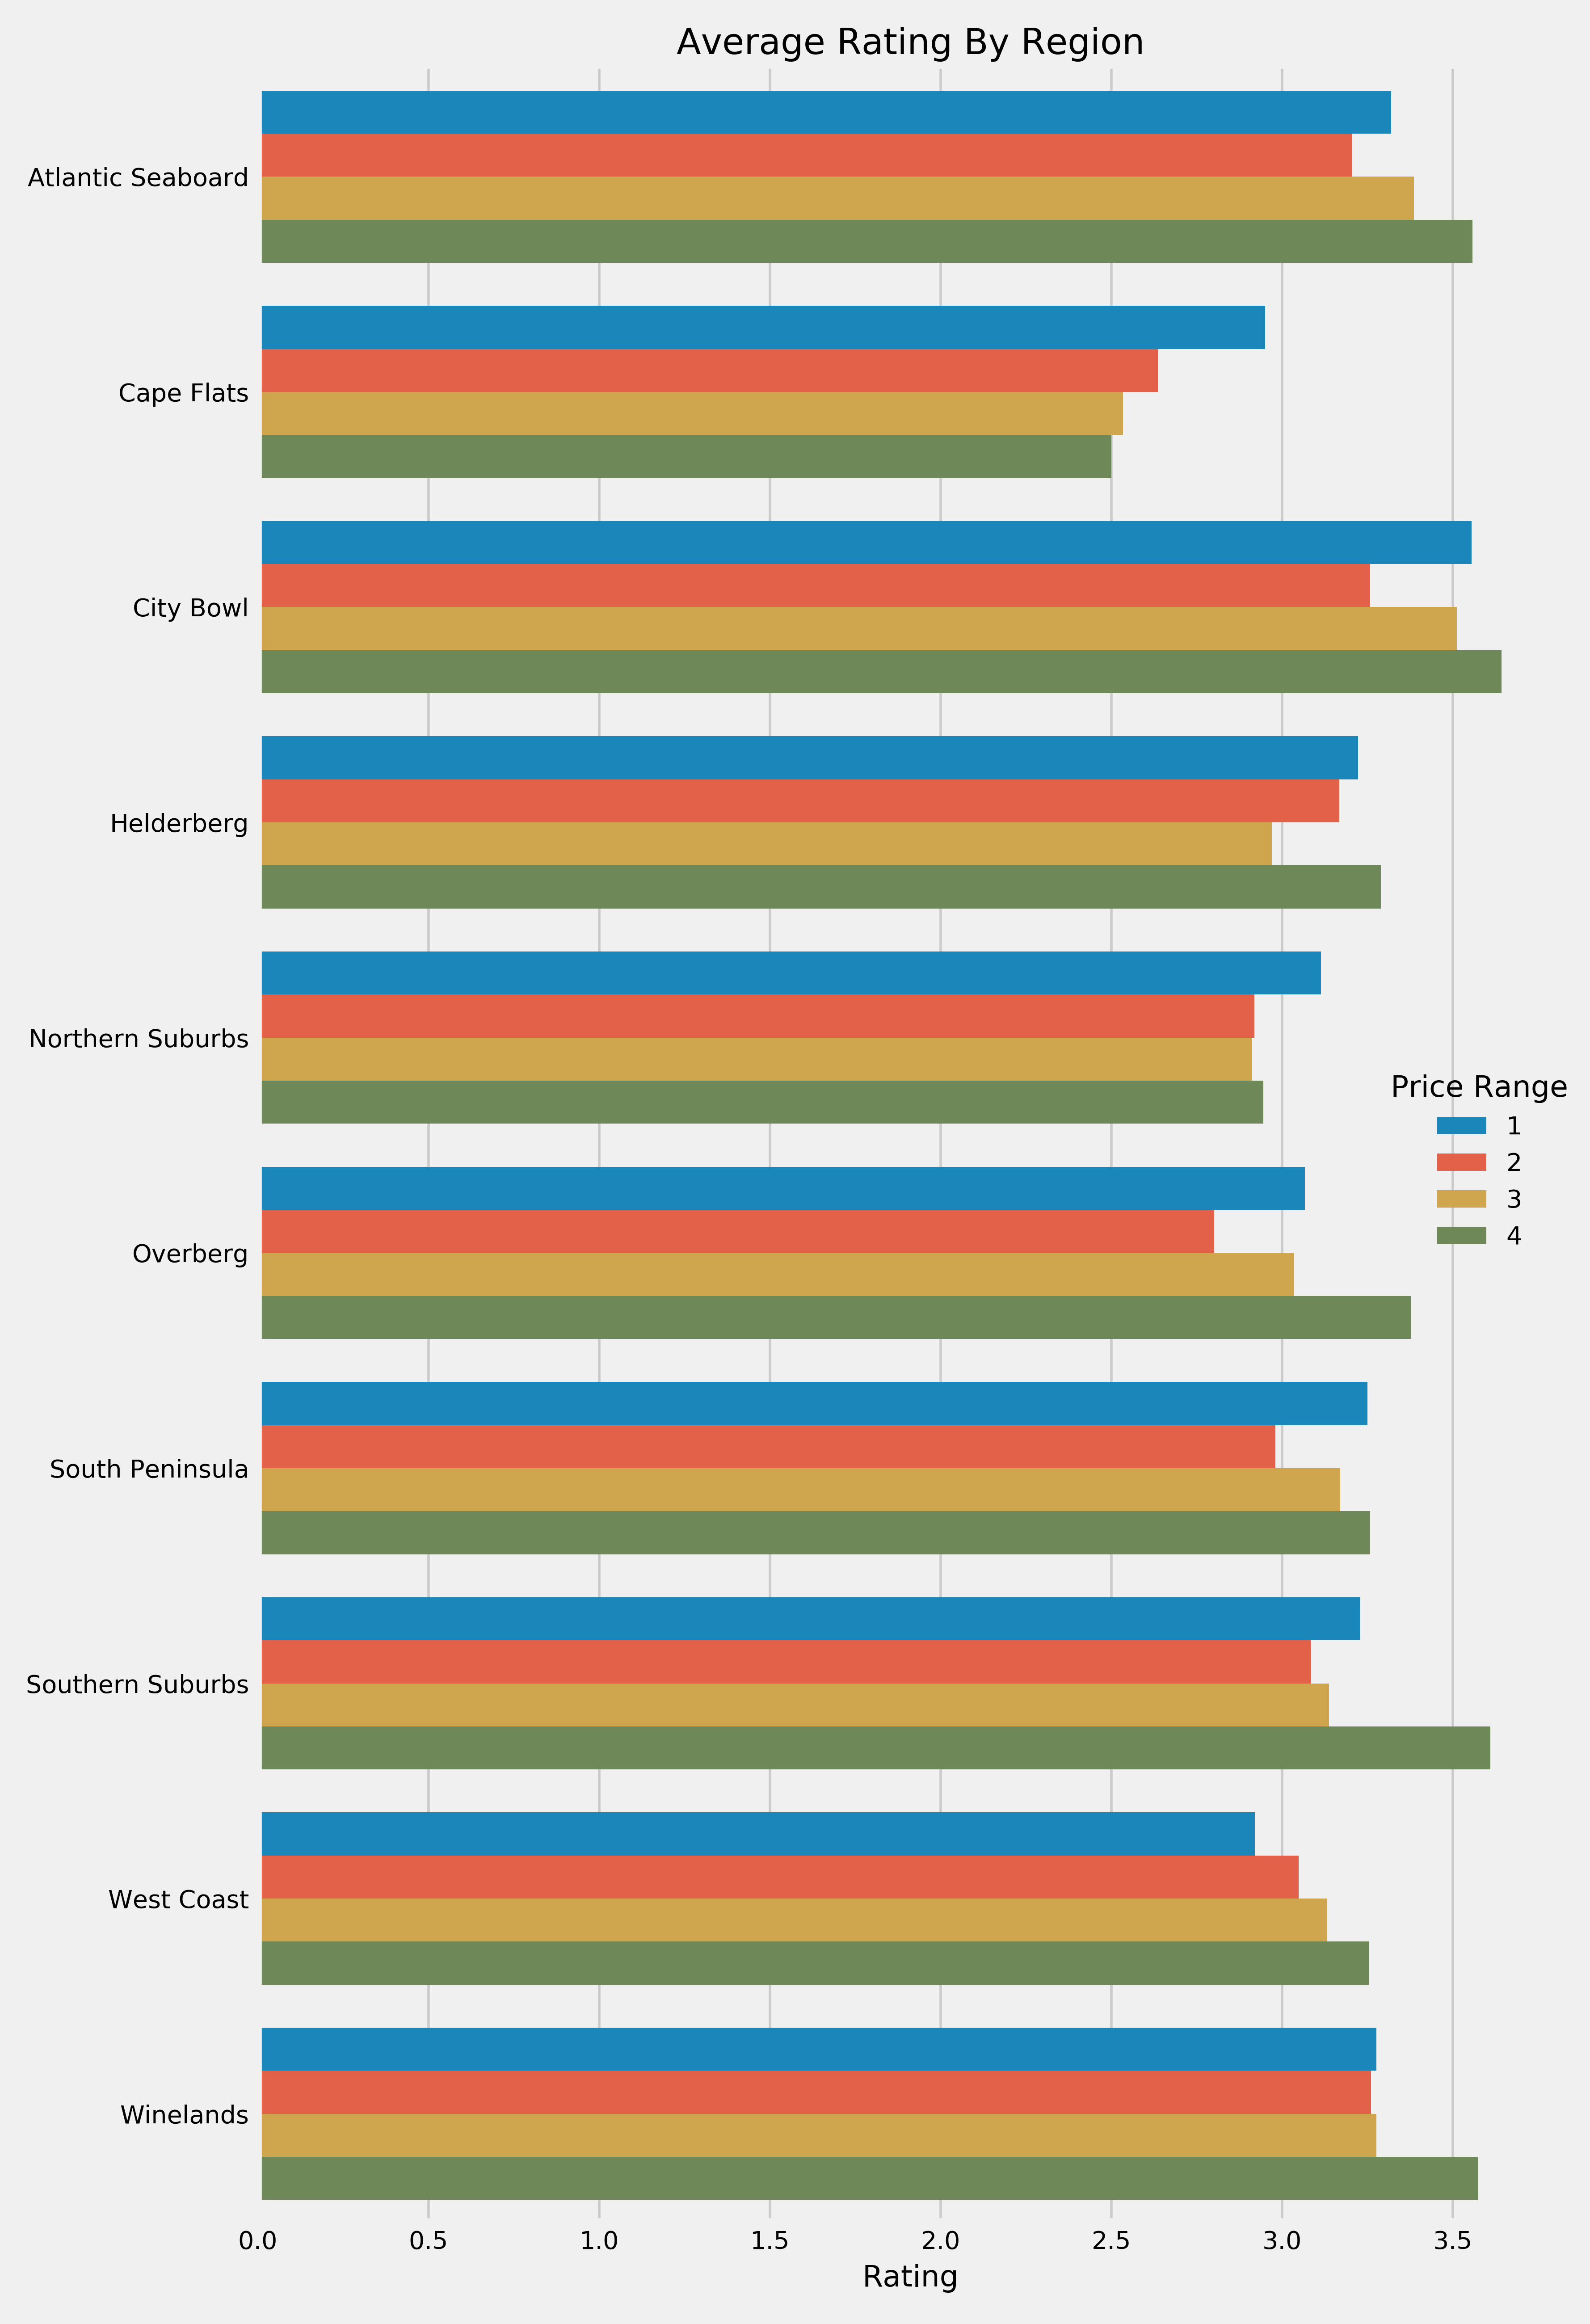 Average Rating By Region
Atlantic Seaboard
Cape Flats
City Bowl
Helderberg
Northern Suburbs
Price Range
1
2
3
4
Overberg
South Peninsula
Southern Suburbs
West Coast
Winelands
0.0 0.5 1.0 1.5 2.0 2.5 3.0 3.5
Rating